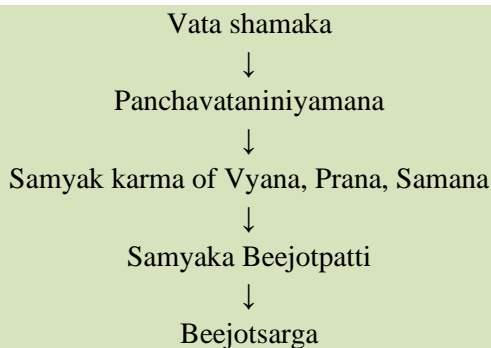 Vata shamaka
↓
Panchavataniniyamana
↓
Samyak karma of Vyana, Prana, Samana
↓
Samyaka Beejotpatti
↓
Beejotsarga